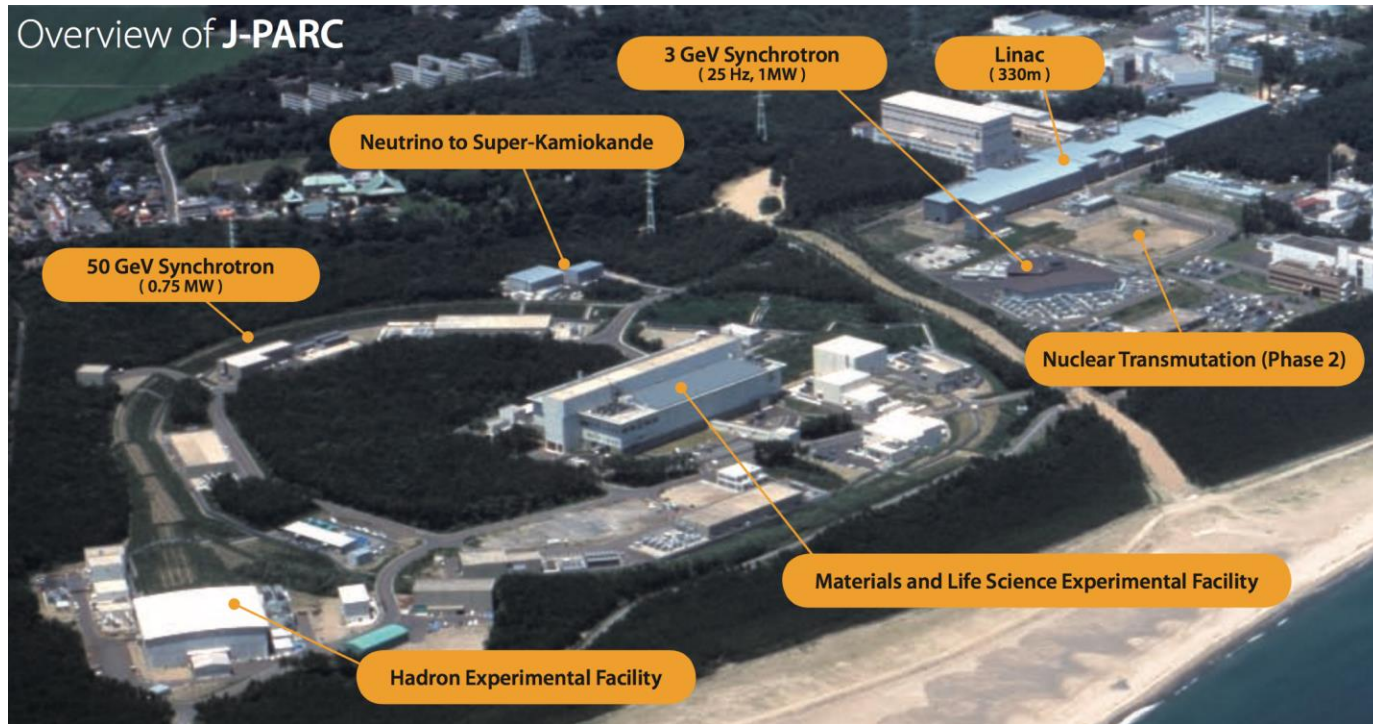 Overview of J-PARC
3 GeV Synchrotron
( 25 Hz, 1MW )
Linac
( 330m )
Neutrino to Super-Kamiokande
50 GeV Synchrotron
( 0.75 MW )
Nuclear Transmutation (Phase 2)
Materials and Life Science Experimental Facility
Hadron Experimental Facility